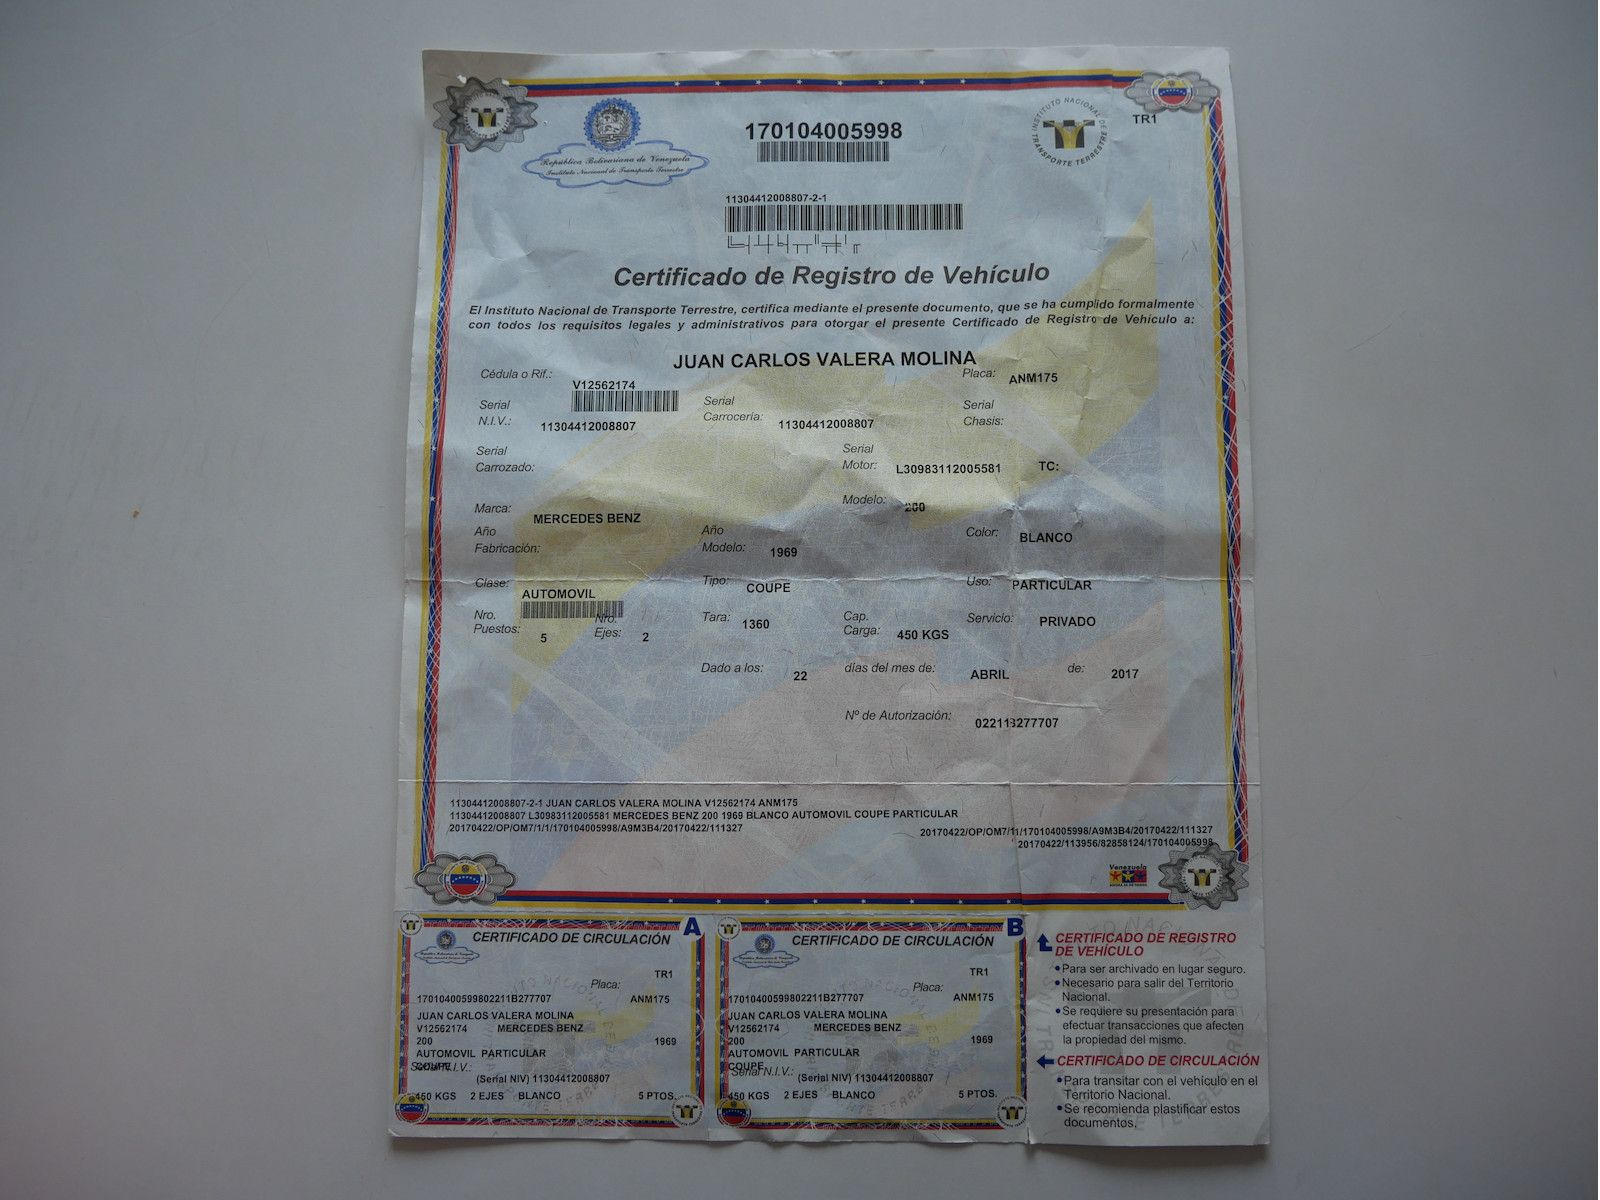 170104005998
TR1
INSTITUTO NACIONAL DE TRANSPORTE TERRESTRE
República Bolivariana de Venezuela
Instituto Nacional de Transporte Terrestre
11304412008807-2-1
Certificado de Registro de Vehículo
El Instituto Nacional de Transporte Terrestre, certifica mediante el presente documento, que se ha cumplido formalmente
con todos los requisitos legales y administrativos para otorgar el presente Certificado de Registro de Vehículo a:
JUAN CARLOS VALERA MOLINA
Cédula o Rif.: V12562174 Placa: ANM175
Serial N.I.V.: 11304412008807 Serial Carrocería: 11304412008807 Serial Chasis:
Serial Carrozado: Serial Motor: L30983112005581 TC:
Marca: MERCEDES BENZ Modelo: 200
Año Fabricación: Año Modelo: 1969 Color: BLANCO
Clase: AUTOMOVIL Tipo: COUPE Uso: PARTICULAR
Nro. Puestos: 5 Nro. Ejes: 2 Tara: 1360 Cap. Carga: 450 KGS Servicio: PRIVADO
Dado a los: 22 días del mes de: ABRIL de: 2017
Nº de Autorización: 0221
277707
11304412008807-2-1 JUAN CARLOS VALERA MOLINA V12562174 ANM175
11304412008807 L30983112005581 MERCEDES BENZ 200 1969 BLANCO AUTOMOVIL COUPE PARTICULAR
20170422/OP/OM7/1/1/170104005998/A9M3B4/20170422/111327
20170422/OP/OM7/1/1/170104005998/A9M3B4/20170422/111327
20170422/113956/82858124/170104005998
Venezuela
CERTIFICADO DE CIRCULACIÓN A
TR1
Placa:
17010400599802211B277707 ANM175
JUAN CARLOS VALERA MOLINA
V12562174 MERCEDES BENZ
200 1969
AUTOMOVIL PARTICULAR
COUPE
Serial N.I.V.:
(Serial NIV) 11304412008807
450 KGS 2 EJES BLANCO 5 PTOS.
CERTIFICADO DE CIRCULACIÓN B
TR1
Placa:
17010400599802211B277707 ANM175
JUAN CARLOS VALERA MOLINA
V12562174 MERCEDES BENZ
200 1969
AUTOMOVIL PARTICULAR
COUPE
Serial N.I.V.:
(Serial NIV) 11304412008807
450 KGS 2 EJES BLANCO 5 PTOS.
CERTIFICADO DE REGISTRO
DE VEHÍCULO
•Para ser archivado en lugar seguro.
•Necesario para salir del Territorio
Nacional.
•Se requiere su presentación para
efectuar transacciones que afecten
la propiedad del mismo.
CERTIFICADO DE CIRCULACIÓN
•Para transitar con el vehículo en el
Territorio Nacional.
•Se recomienda plastificar estos
documentos.